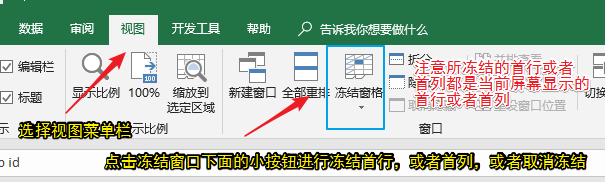 数据 审阅 视图 开发工具 帮助 告诉我你想要做什么
编辑栏
标题
显示比例
100
100%
缩放到
选定区域
新建窗口
全部重排
冻结窗格
拆分
注意所冻结的首行或者
首列都是当前屏幕显示的
首行或者首列
切换
示
窗口
选择视图菜单栏
点击冻结窗口下面的小按钮进行冻结首行，或者首列，或者取消冻结
o id